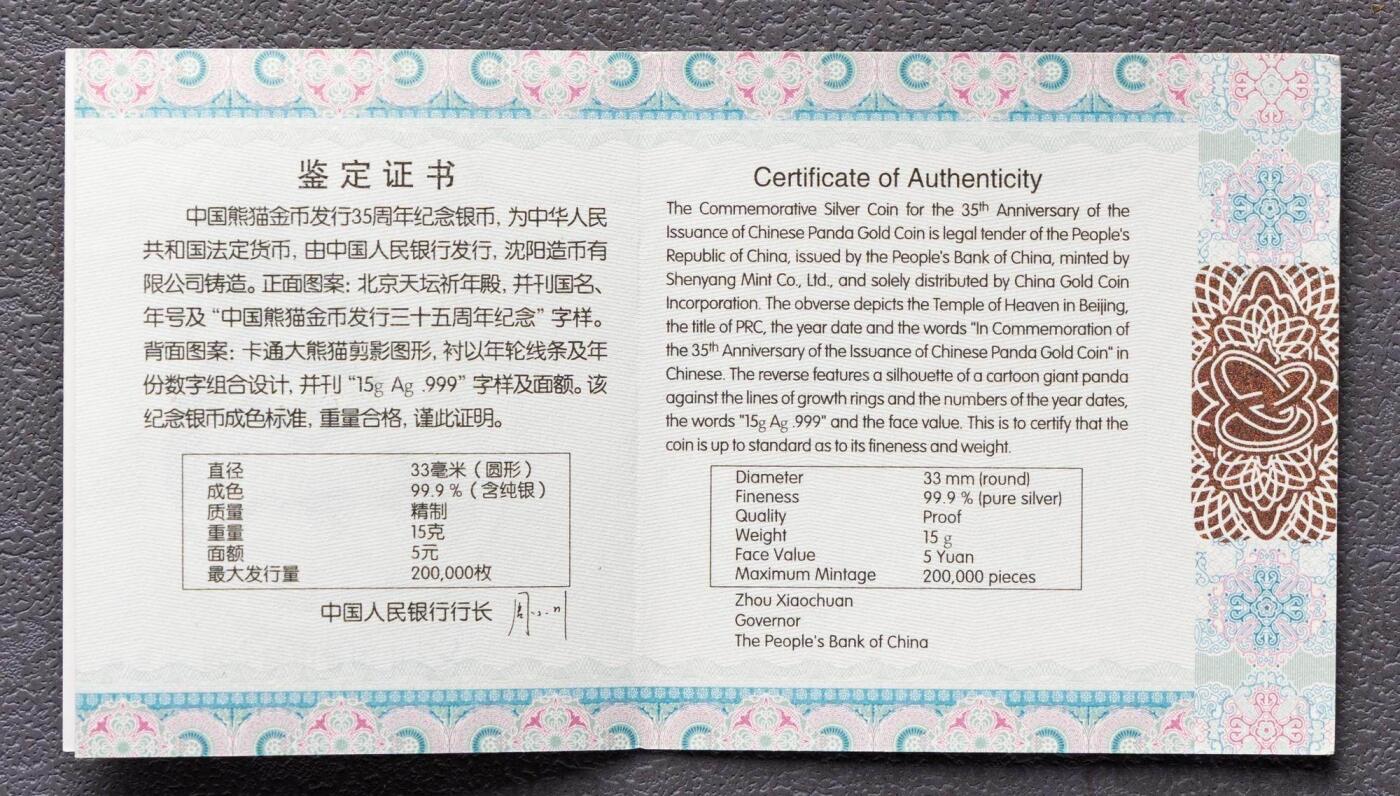 鉴定证书
中国熊猫金币发行35周年纪念银币, 为中华人民
共和国法定货币, 由中国人民银行发行, 沈阳造币有
限公司铸造。正面图案: 北京天坛祈年殿, 并刊国名、
年号及“中国熊猫金币发行三十五周年纪念”字样。
背面图案: 卡通大熊猫剪影图形, 衬以年轮线条及年
份数字组合设计, 并刊“15g Ag .999”字样及面额。该
纪念银币成色标准, 重量合格, 谨此证明。
直径 33毫米（圆形）
成色 99.9 %（含纯银）
质量 精制
重量 15克
面额 5元
最大发行量 200,000枚
中国人民银行行长
Certificate of Authenticity
The Commemorative Silver Coin for the 35th Anniversary of the
Issuance of Chinese Panda Gold Coin is legal tender of the People's
Republic of China, issued by the People's Bank of China, minted by
Shenyang Mint Co., Ltd., and solely distributed by China Gold Coin
Incorporation. The obverse depicts the Temple of Heaven in Beijing,
the title of PRC, the year date and the words "In Commemoration of
the 35th Anniversary of the Issuance of Chinese Panda Gold Coin" in
Chinese. The reverse features a silhouette of a cartoon giant panda
against the lines of growth rings and the numbers of the year dates,
the words "15g Ag .999" and the face value. This is to certify that the
coin is up to standard as to its fineness and weight.
Diameter 33 mm (round)
Fineness 99.9 % (pure silver)
Quality Proof
Weight 15 g
Face Value 5 Yuan
Maximum Mintage 200,000 pieces
Zhou Xiaochuan
Governor
The People's Bank of China